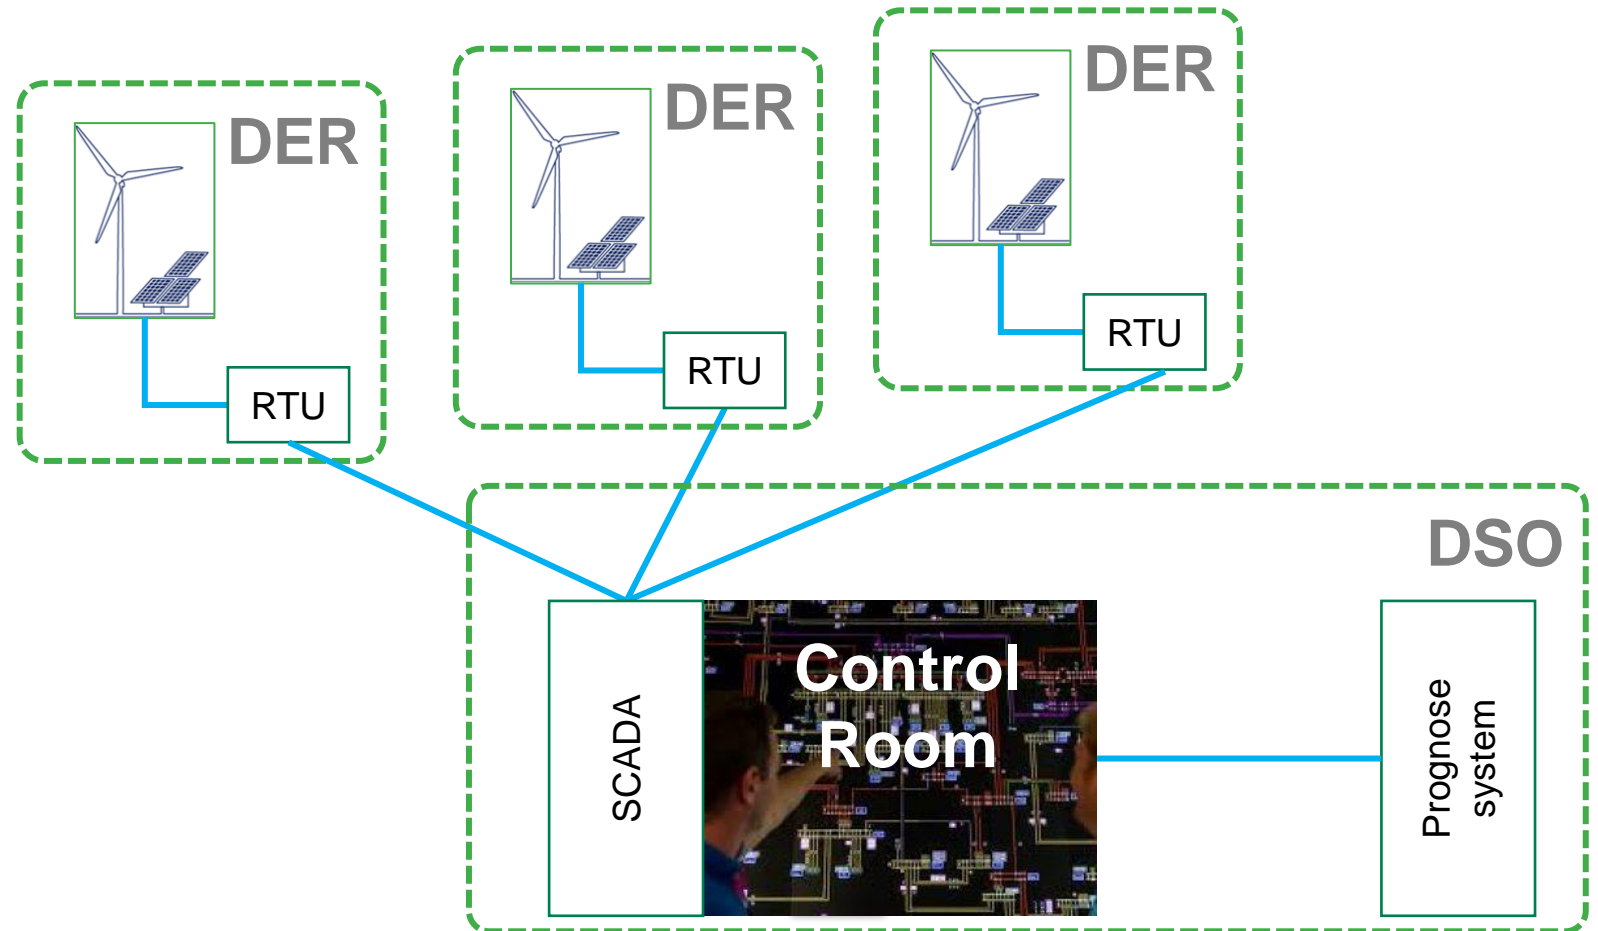 DER
DER
DER
RTU
RTU
RTU
DSO
SCADA
Control
Room
Prognose
system